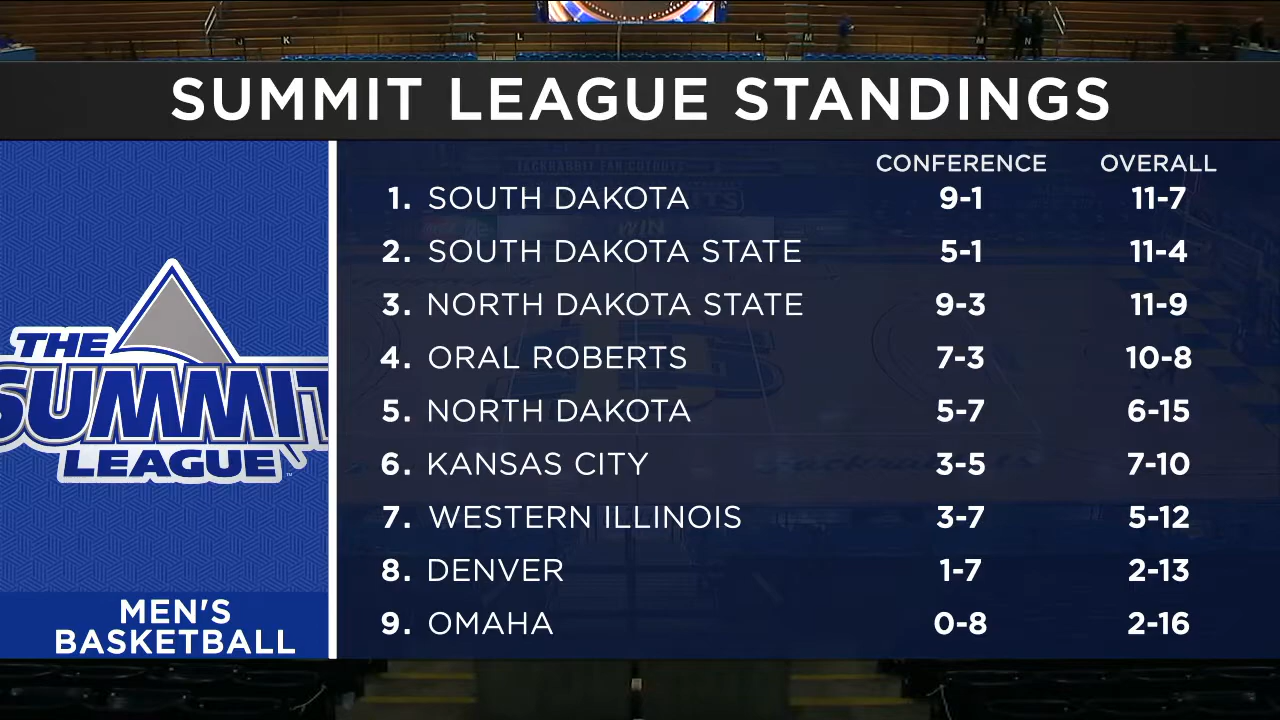 K K L L M M N
SUMMIT LEAGUE STANDINGS
CONFERENCE OVERALL
1. SOUTH DAKOTA 9-1 11-7
2. SOUTH DAKOTA STATE 5-1 11-4
3. NORTH DAKOTA STATE 9-3 11-9
4. ORAL ROBERTS 7-3 10-8
5. NORTH DAKOTA 5-7 6-15
6. KANSAS CITY 3-5 7-10
7. WESTERN ILLINOIS 3-7 5-12
8. DENVER 1-7 2-13
9. OMAHA 0-8 2-16
THE
SUMMIT
LEAGUE
MEN'S
BASKETBALL